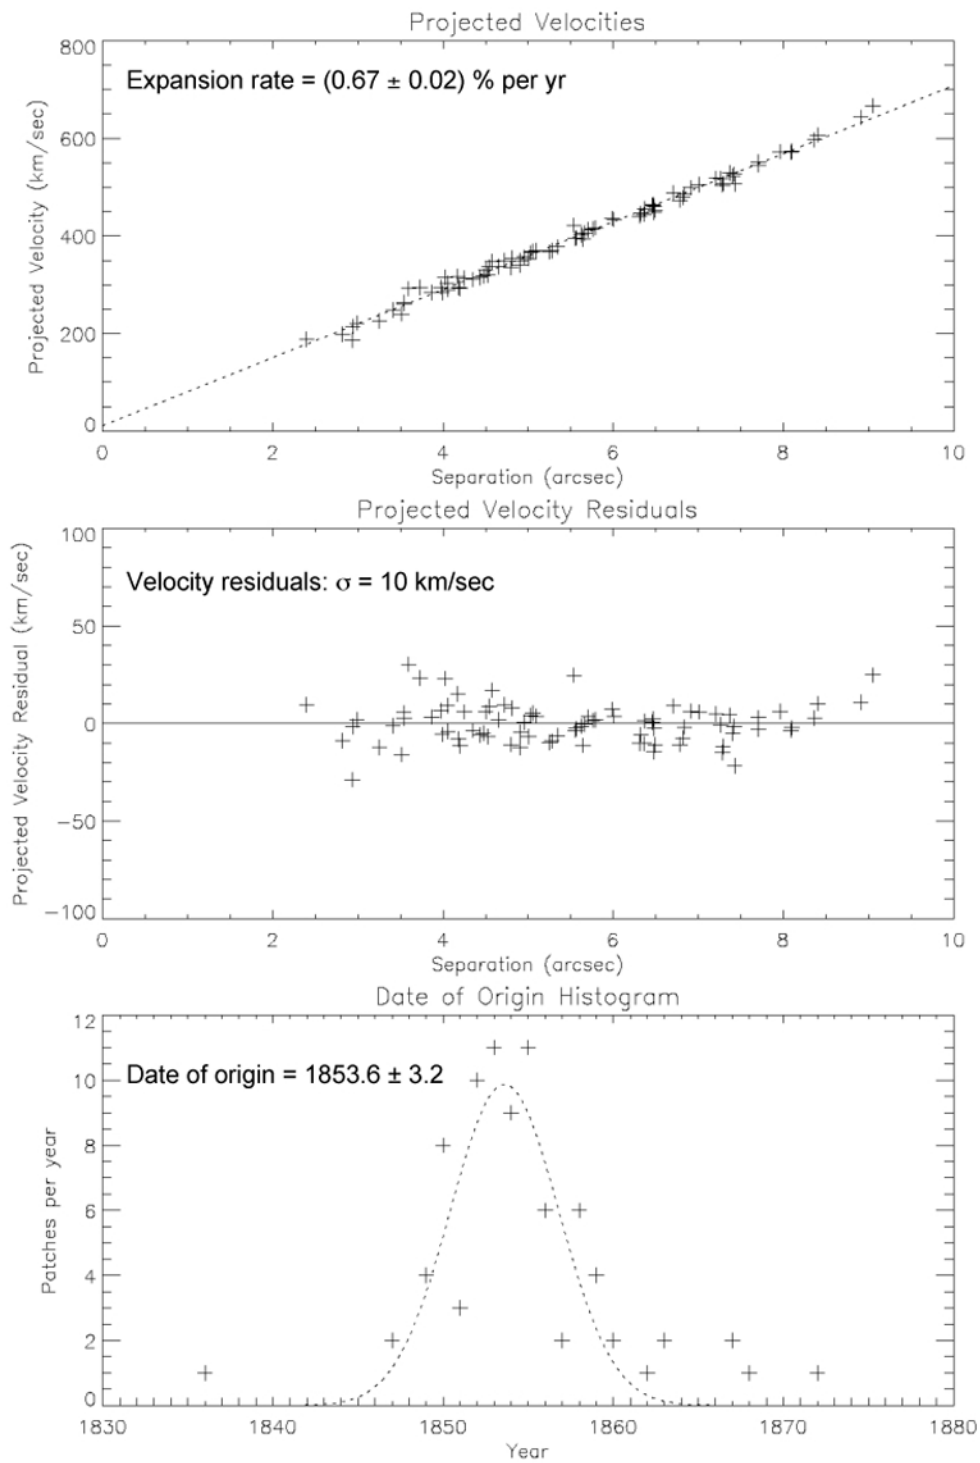 Projected Velocities
800
Expansion rate = (0.67 ± 0.02) % per yr
600
Projected Velocity (km/sec)
400
200
0
0 2 4 6 8 10
Separation (arcsec)
Projected Velocity Residuals
100
Velocity residuals: σ = 10 km/sec
50
Projected Velocity Residual (km/sec)
0
−50
−100
0 2 4 6 8 10
Separation (arcsec)
Date of Origin Histogram
12
Date of origin = 1853.6 ± 3.2
10
8
Patches per year
6
4
2
0
1830 1840 1850 1860 1870 1880
Year